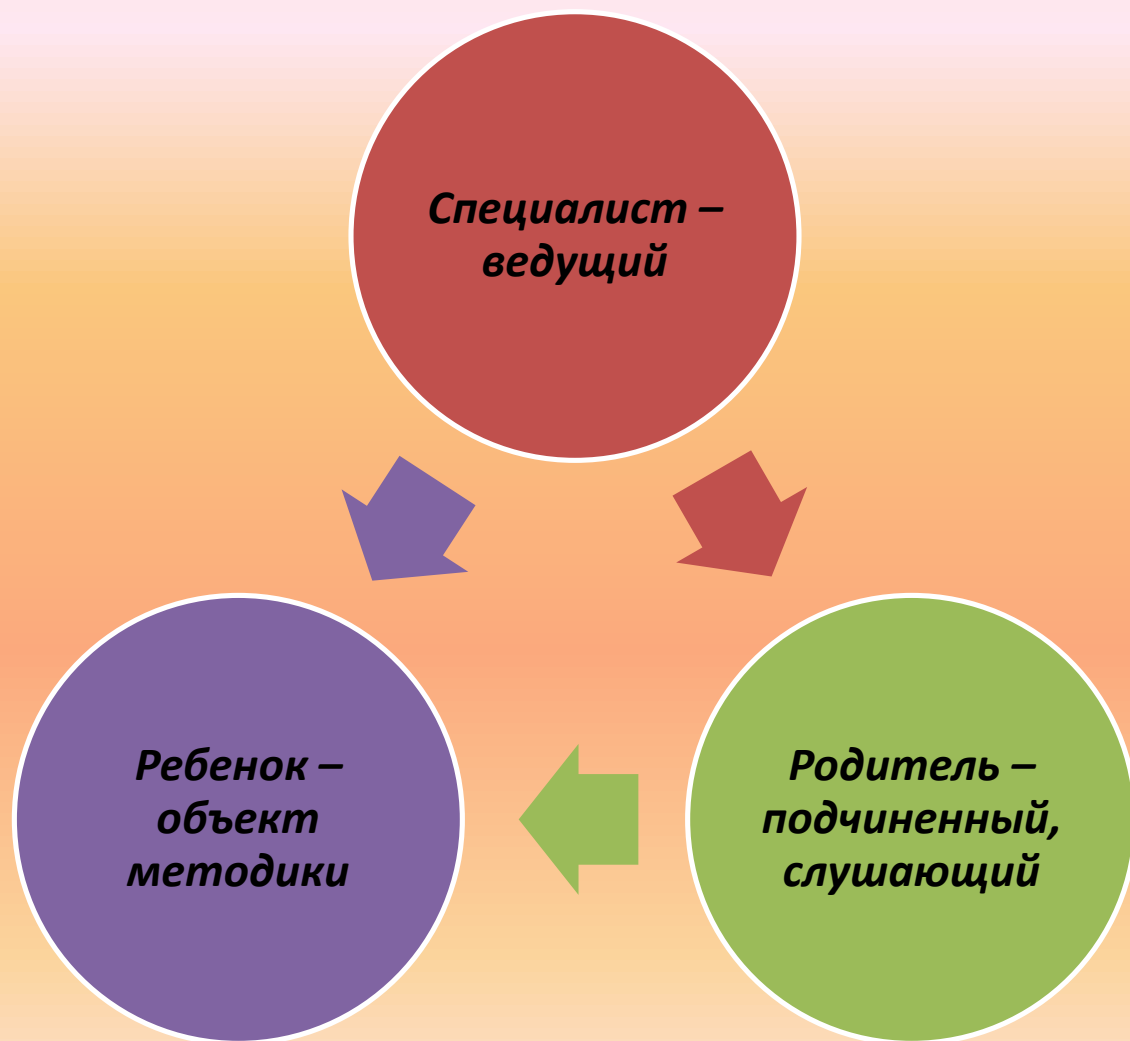 Специалист –
ведущий
Ребенок –
объект
методики
Родитель –
подчиненный,
слушающий